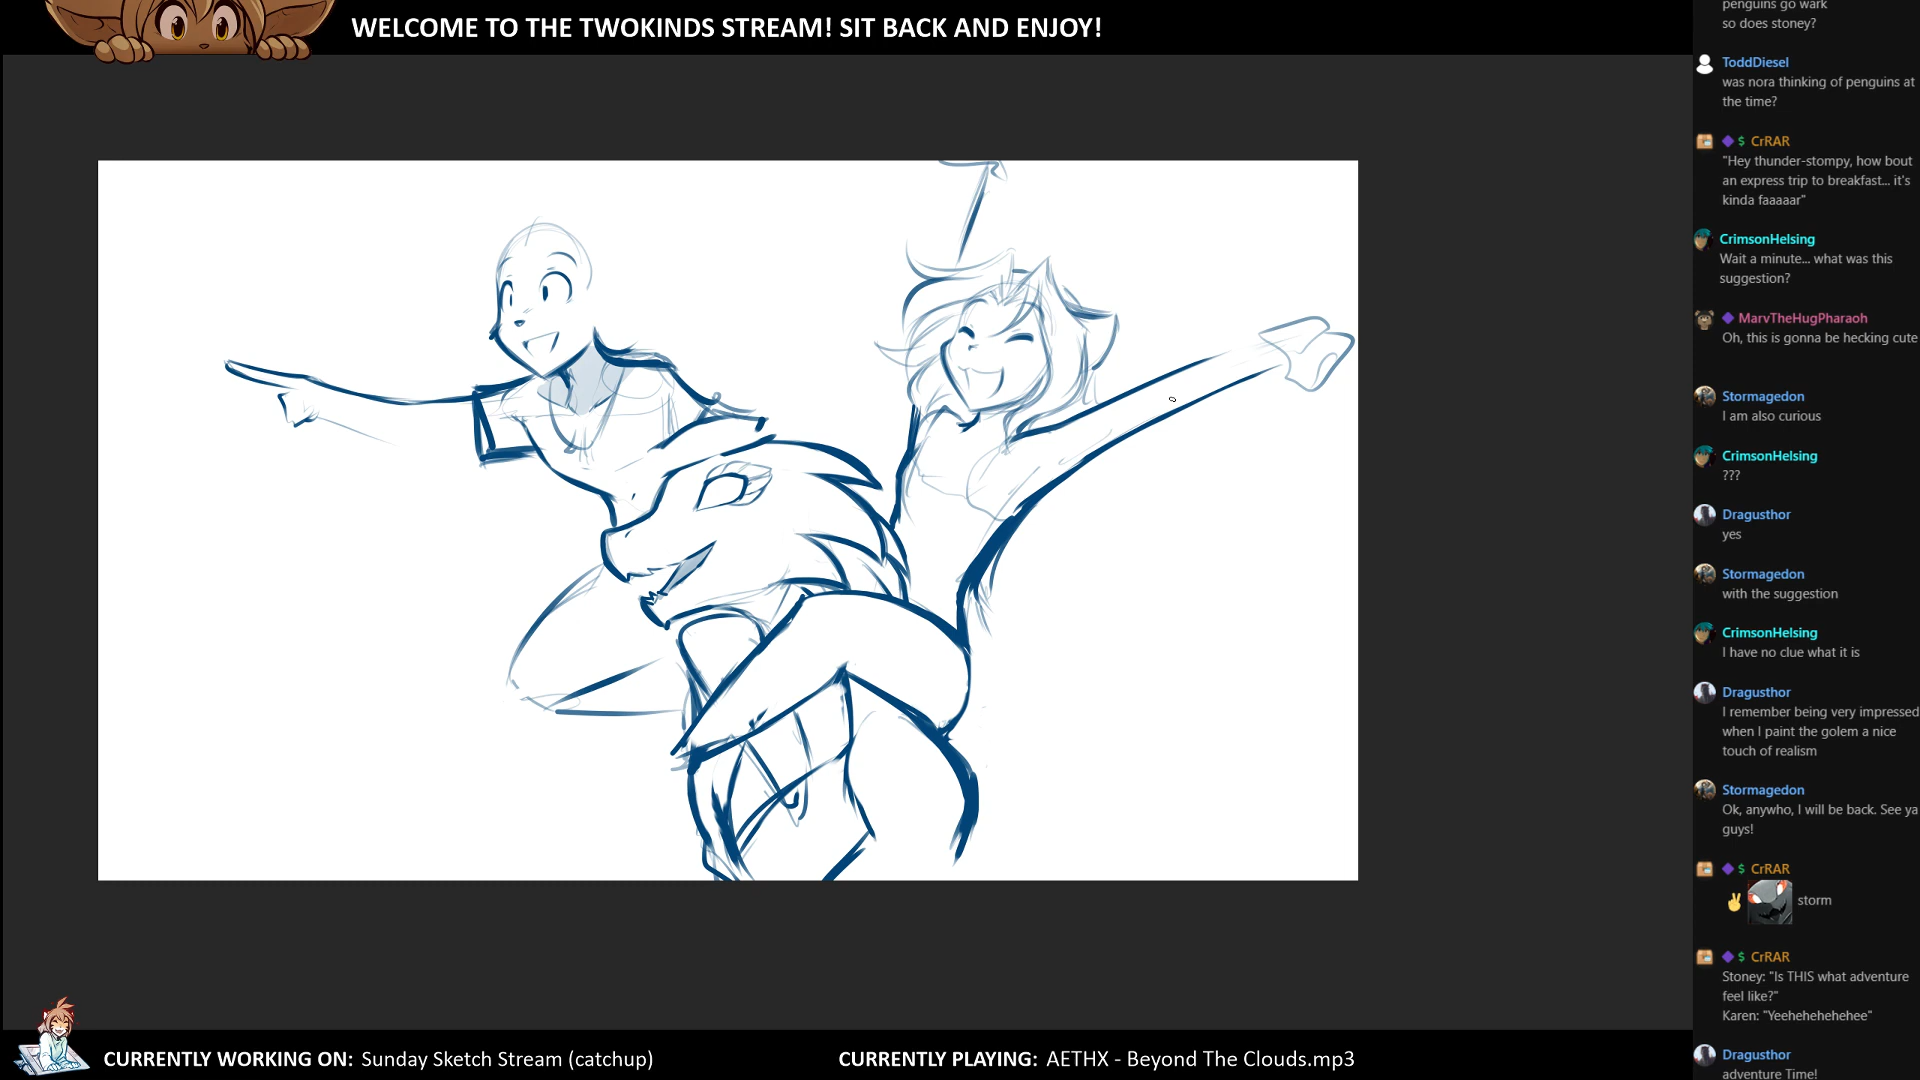 WELCOME TO THE TWOKINDS STREAM! SIT BACK AND ENJOY!
penguins go wark
so does stoney?
ToddDiesel
was nora thinking of penguins at
the time?
$ CrRAR
"Hey thunder-stompy, how bout
an express trip to breakfast... it's
kinda faaaaar"
CrimsonHelsing
Wait a minute... what was this
suggestion?
MarvTheHugPharaoh
Oh, this is gonna be hecking cute
Stormagedon
I am also curious
CrimsonHelsing
???
Dragusthor
yes
Stormagedon
with the suggestion
CrimsonHelsing
I have no clue what it is
Dragusthor
I remember being very impressed
when I paint the golem a nice
touch of realism
Stormagedon
Ok, anywho, I will be back. See ya
guys!
$ CrRAR
✌ storm
$ CrRAR
Stoney: "Is THIS what adventure
feel like?"
Karen: "Yeehehehehehee"
Dragusthor
adventure Time!
CURRENTLY WORKING ON: Sunday Sketch Stream (catchup)
CURRENTLY PLAYING: AETHX - Beyond The Clouds.mp3